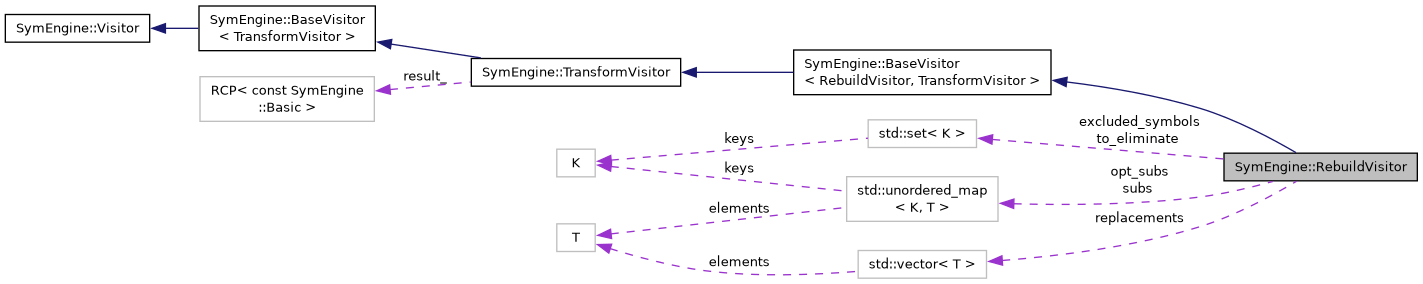 SymEngine::Visitor
SymEngine::BaseVisitor
< TransformVisitor >
SymEngine::TransformVisitor
SymEngine::BaseVisitor
< RebuildVisitor, TransformVisitor >
result_
RCP< const SymEngine
::Basic >
excluded_symbols
to_eliminate
std::set< K >
keys
K
keys
SymEngine::RebuildVisitor
opt_subs
subs
std::unordered_map
< K, T >
elements
T
replacements
std::vector< T >
elements